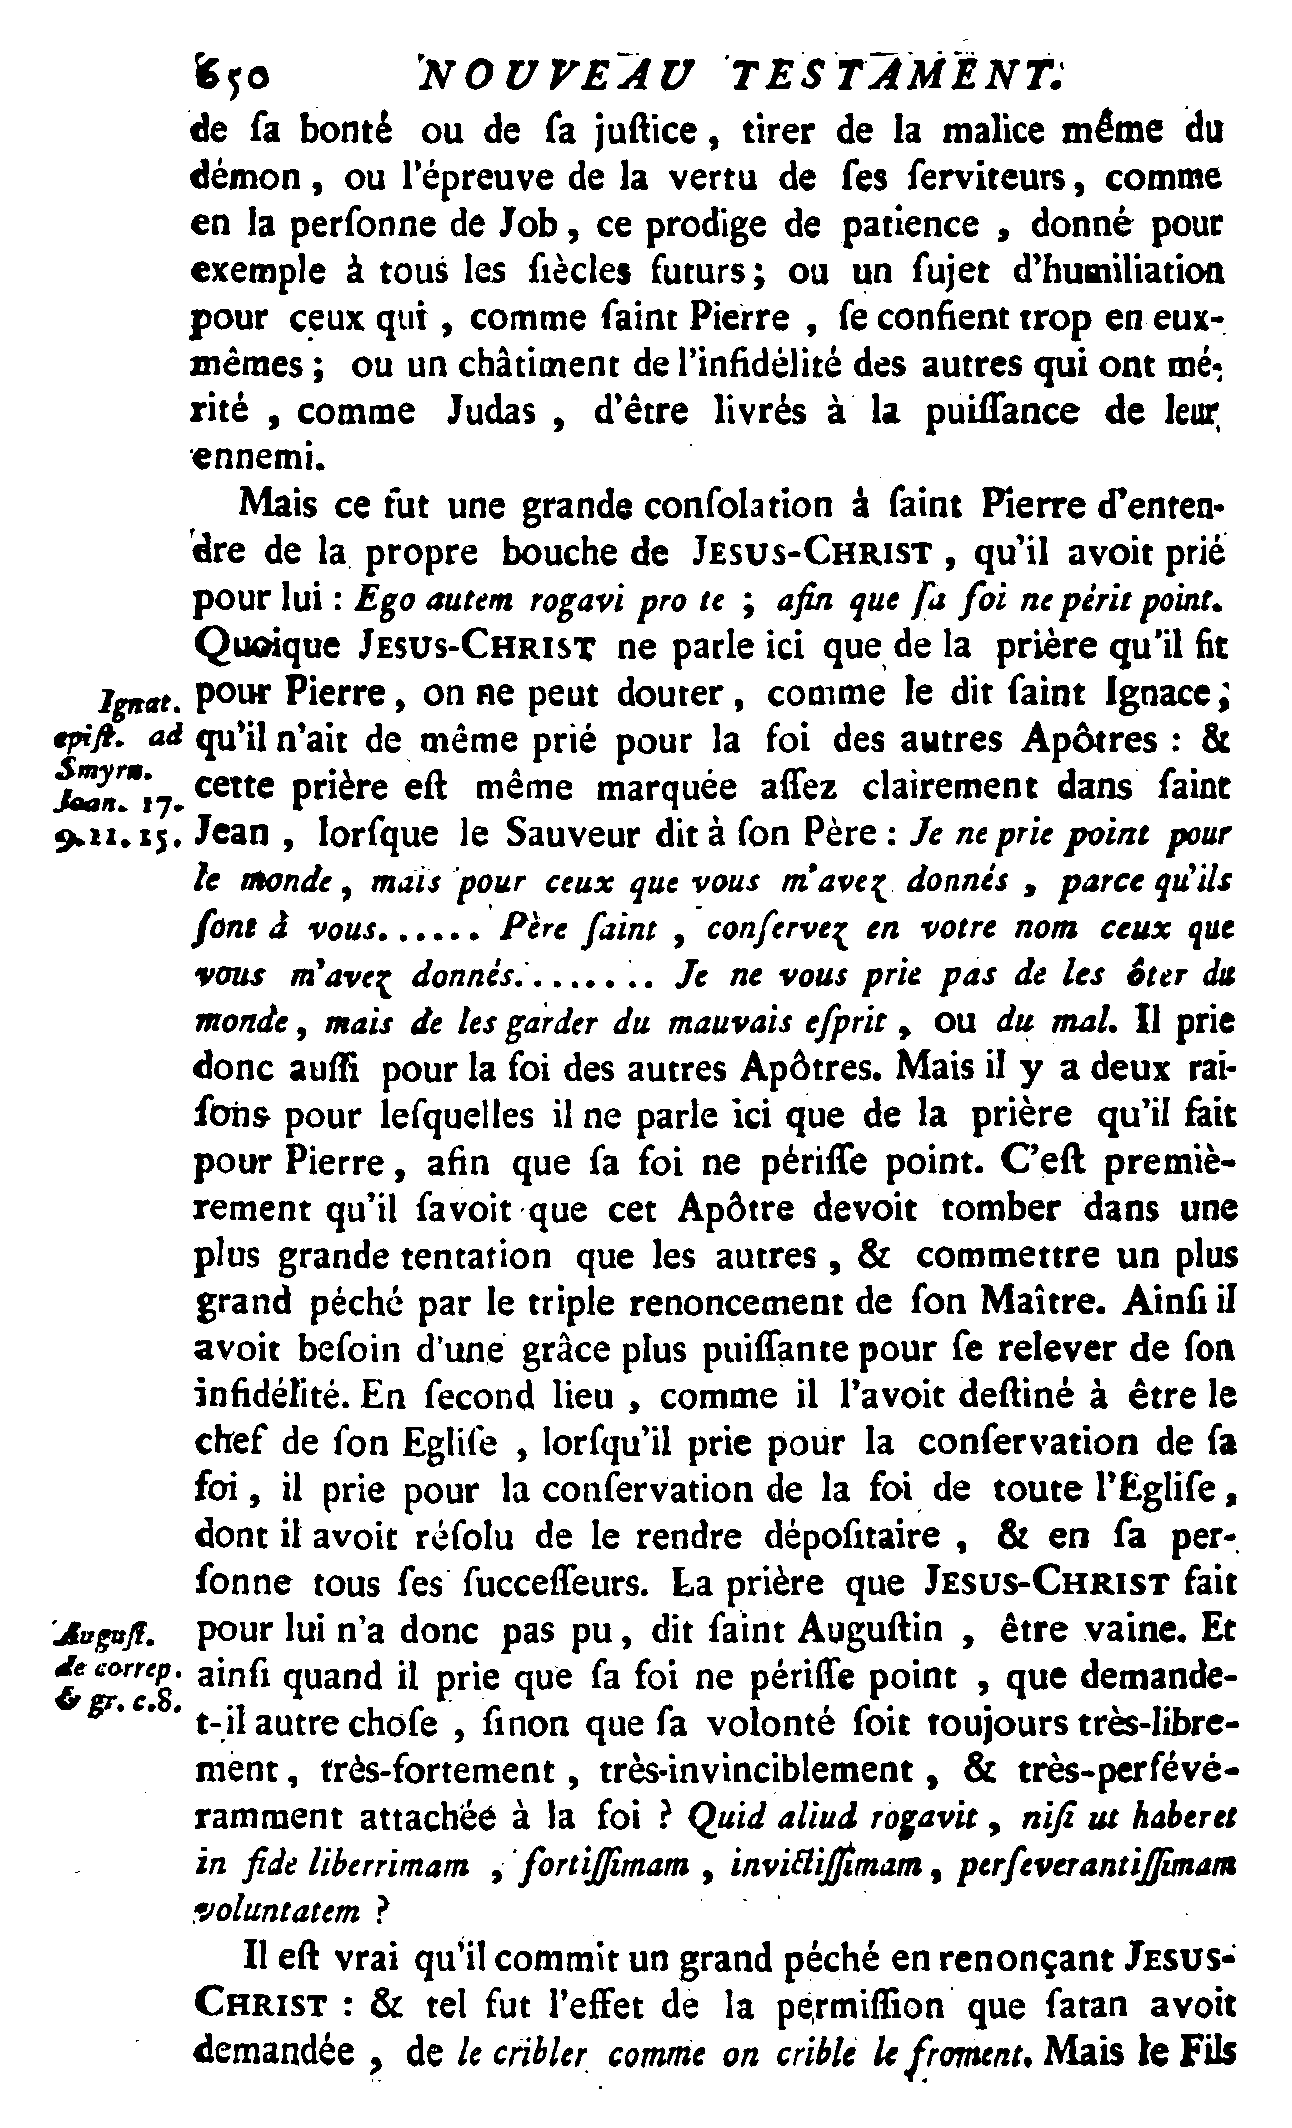 650 NOUVEAU TESTAMENT.
de ſa bonté ou de ſa juſtice, tirer de la malice même du
démon, ou l'épreuve de la vertu de ſes ſerviteurs, comme
en la perſonne de Job, ce prodige de patience, donné pour
exemple à tous les ſiècles futurs; ou un ſujet d'humiliation
pour ceux qui, comme ſaint Pierre, ſe confient trop en eux-
mêmes; ou un châtiment de l'infidélité des autres qui ont mé-
rité, comme Judas, d'être livrés à la puiſſance de leur
ennemi.
Mais ce fut une grande conſolation à ſaint Pierre d'enten-
dre de la propre bouche de JESUS-CHRIST, qu'il avoit prié
pour lui : Ego autem rogavi pro te ; afin que ſa foi ne périt point.
Quoique JESUS-CHRIST ne parle ici que de la prière qu'il fit
pour Pierre, on ne peut douter, comme le dit ſaint Ignace,
qu'il n'ait de même prié pour la foi des autres Apôtres : &
cette prière eſt même marquée aſſez clairement dans ſaint
Jean, lorſque le Sauveur dit à ſon Père : Je ne prie point pour
le monde, mais pour ceux que vous m'avez donnés, parce qu'ils
ſont à vous...... Père ſaint, conſervez en votre nom ceux que
vous m'avez donnés........ Je ne vous prie pas de les ôter du
monde, mais de les garder du mauvais eſprit, ou du mal. Il prie
donc auſſi pour la foi des autres Apôtres. Mais il y a deux rai-
ſons pour leſquelles il ne parle ici que de la prière qu'il fait
pour Pierre, afin que ſa foi ne périſſe point. C'eſt premiè-
rement qu'il ſavoit que cet Apôtre devoit tomber dans une
plus grande tentation que les autres, & commettre un plus
grand péché par le triple renoncement de ſon Maître. Ainſi il
avoit beſoin d'une grâce plus puiſſante pour ſe relever de ſon
infidélité. En ſecond lieu, comme il l'avoit deſtiné à être le
chef de ſon Egliſe, lorſqu'il prie pour la conſervation de ſa
foi, il prie pour la conſervation de la foi de toute l'Egliſe,
dont il avoit réſolu de le rendre dépoſitaire, & en ſa per-
ſonne tous ſes ſucceſſeurs. La prière que JESUS-CHRIST fait
pour lui n'a donc pas pu, dit ſaint Auguſtin, être vaine. Et
ainſi quand il prie que ſa foi ne périſſe point, que demande-
t-il autre choſe, ſinon que ſa volonté ſoit toujours très-libre-
ment, très-fortement, très-invinciblement, & très-perſévé-
ramment attachée à la foi ? Quid aliud rogavit, niſi ut haberet
in fide liberrimam, fortiſſimam, invictiſſimam, perſeverantiſſimam
voluntatem ?
Il eſt vrai qu'il commit un grand péché en renonçant JESUS-
CHRIST : & tel fut l'effet de la permiſſion que ſatan avoit
demandée, de le cribler comme on crible le froment. Mais le Fils
Ignat.
epiſt. ad
Smyrn.
Joan. 17.
9.11.15.
Auguſt.
de correp.
& gr. c.8.